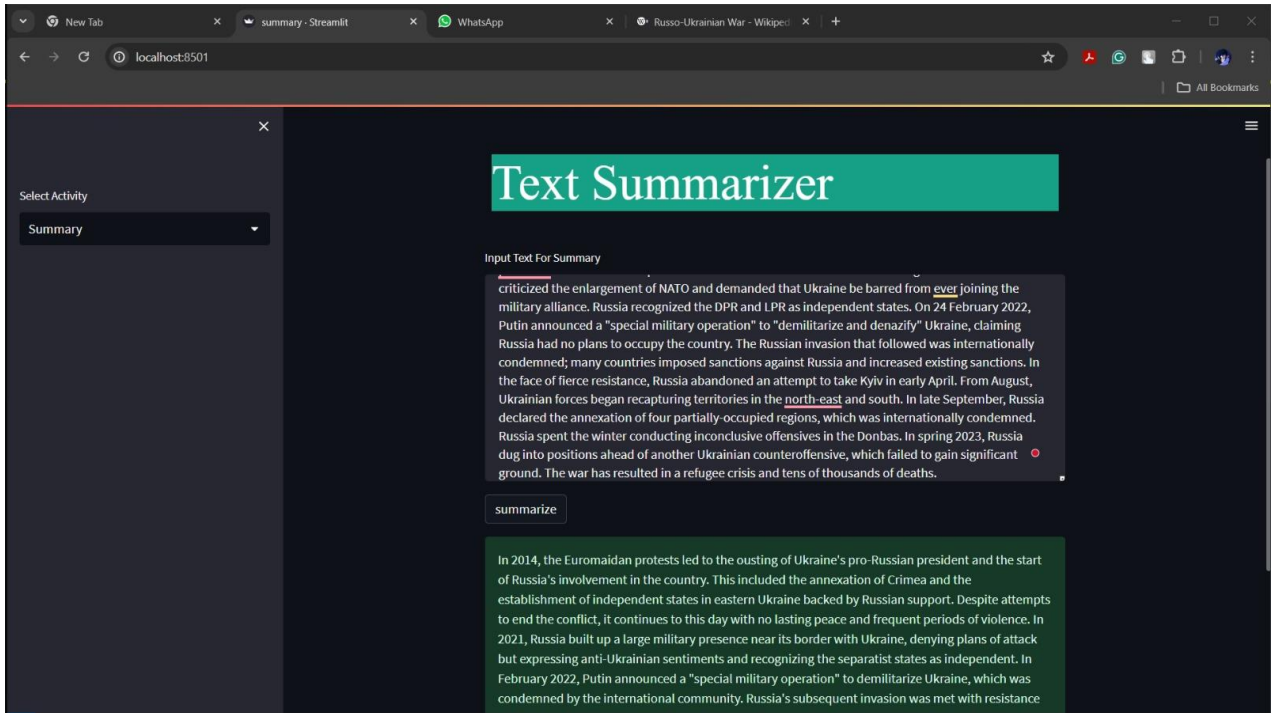 New Tab
summary · Streamlit
WhatsApp
Russo-Ukrainian War - Wikiped
localhost:8501
All Bookmarks
Select Activity
Summary
Text Summarizer
Input Text For Summary
criticized the enlargement of NATO and demanded that Ukraine be barred from ever joining the
military alliance. Russia recognized the DPR and LPR as independent states. On 24 February 2022,
Putin announced a "special military operation" to "demilitarize and denazify" Ukraine, claiming
Russia had no plans to occupy the country. The Russian invasion that followed was internationally
condemned; many countries imposed sanctions against Russia and increased existing sanctions. In
the face of fierce resistance, Russia abandoned an attempt to take Kyiv in early April. From August,
Ukrainian forces began recapturing territories in the north-east and south. In late September, Russia
declared the annexation of four partially-occupied regions, which was internationally condemned.
Russia spent the winter conducting inconclusive offensives in the Donbas. In spring 2023, Russia
dug into positions ahead of another Ukrainian counteroffensive, which failed to gain significant
ground. The war has resulted in a refugee crisis and tens of thousands of deaths.
summarize
In 2014, the Euromaidan protests led to the ousting of Ukraine's pro-Russian president and the start
of Russia's involvement in the country. This included the annexation of Crimea and the
establishment of independent states in eastern Ukraine backed by Russian support. Despite attempts
to end the conflict, it continues to this day with no lasting peace and frequent periods of violence. In
2021, Russia built up a large military presence near its border with Ukraine, denying plans of attack
but expressing anti-Ukrainian sentiments and recognizing the separatist states as independent. In
February 2022, Putin announced a "special military operation" to demilitarize Ukraine, which was
condemned by the international community. Russia's subsequent invasion was met with resistance